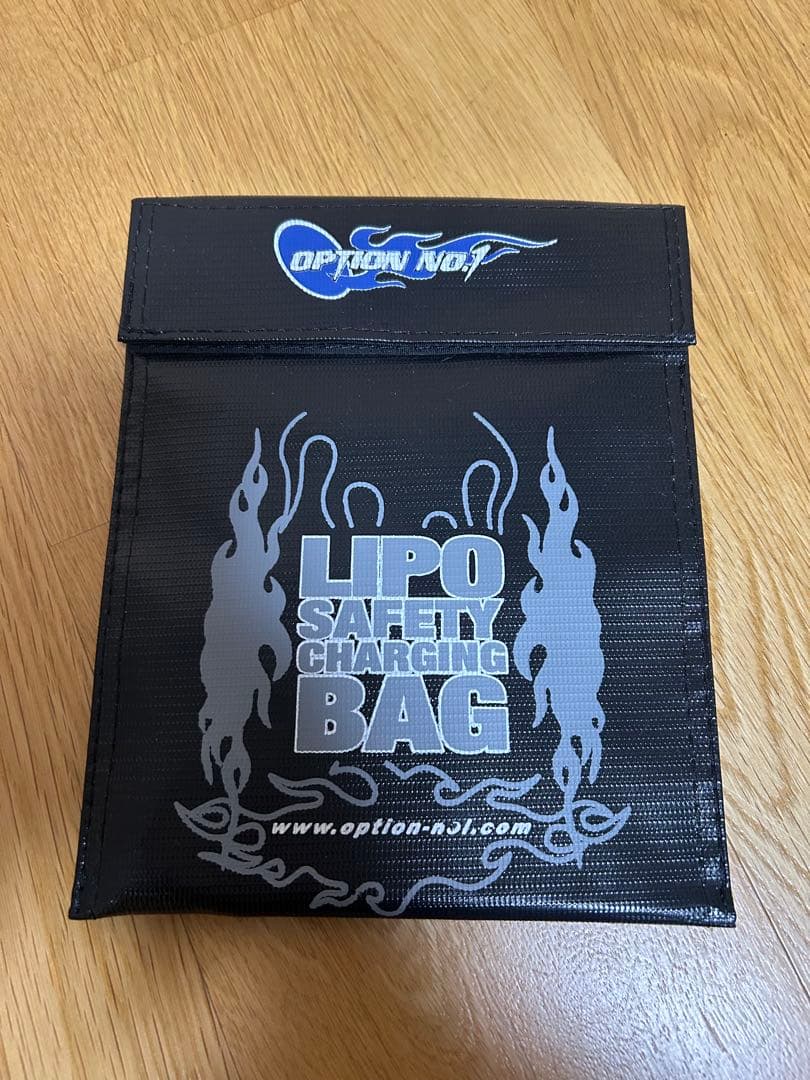 OPTION NO.1
LIPO
SAFETY
CHARGING
BAG
www.option-no1.com